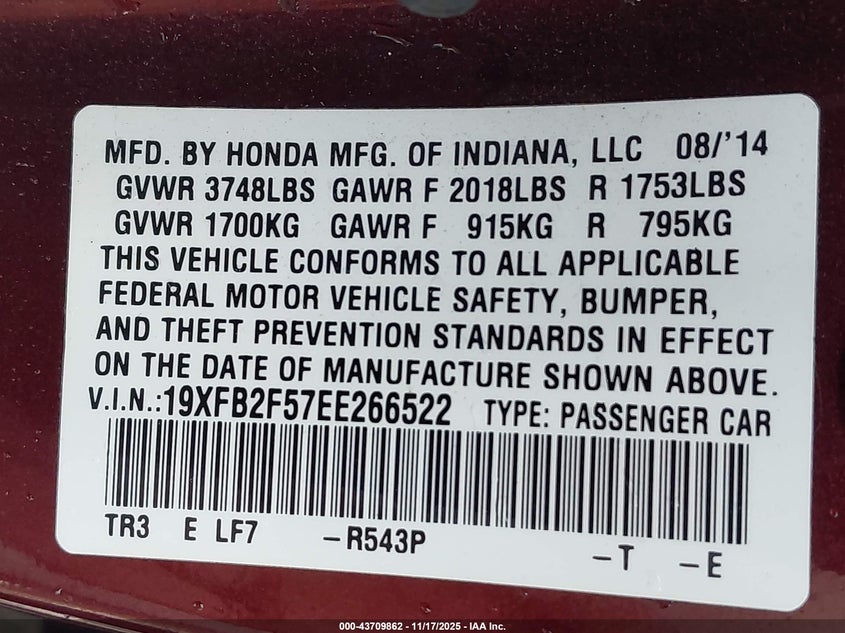 MFD. BY HONDA MFG. OF INDIANA, LLC 08/'14
GVWR 3748LBS GAWR F 2018LBS R 1753LBS
GVWR 1700KG GAWR F 915KG R 795KG
THIS VEHICLE CONFORMS TO ALL APPLICABLE
FEDERAL MOTOR VEHICLE SAFETY, BUMPER,
AND THEFT PREVENTION STANDARDS IN EFFECT
ON THE DATE OF MANUFACTURE SHOWN ABOVE.
V.I.N.:19XFB2F57EE266522 TYPE: PASSENGER CAR
TR3 E LF7 -R543P -T -E
000-43709862 - 11/17/2025 - IAA Inc.